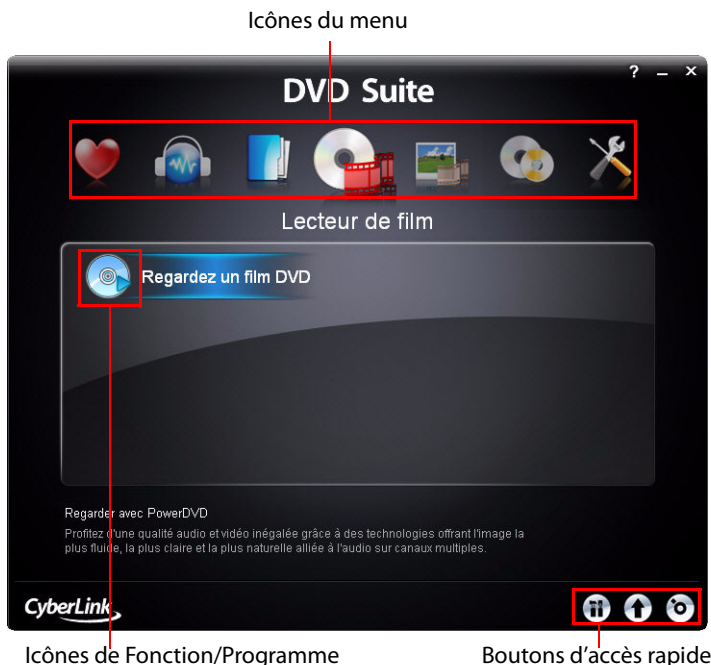 Icônes du menu
? – ×
DVD Suite
Lecteur de film
Regardez un film DVD
Regarder avec PowerDVD
Profitez d'une qualité audio et vidéo inégalée grâce à des technologies offrant l'image la
plus fluide, la plus claire et la plus naturelle alliée à l'audio sur canaux multiples.
CyberLink
Icônes de Fonction/Programme
Boutons d'accès rapide